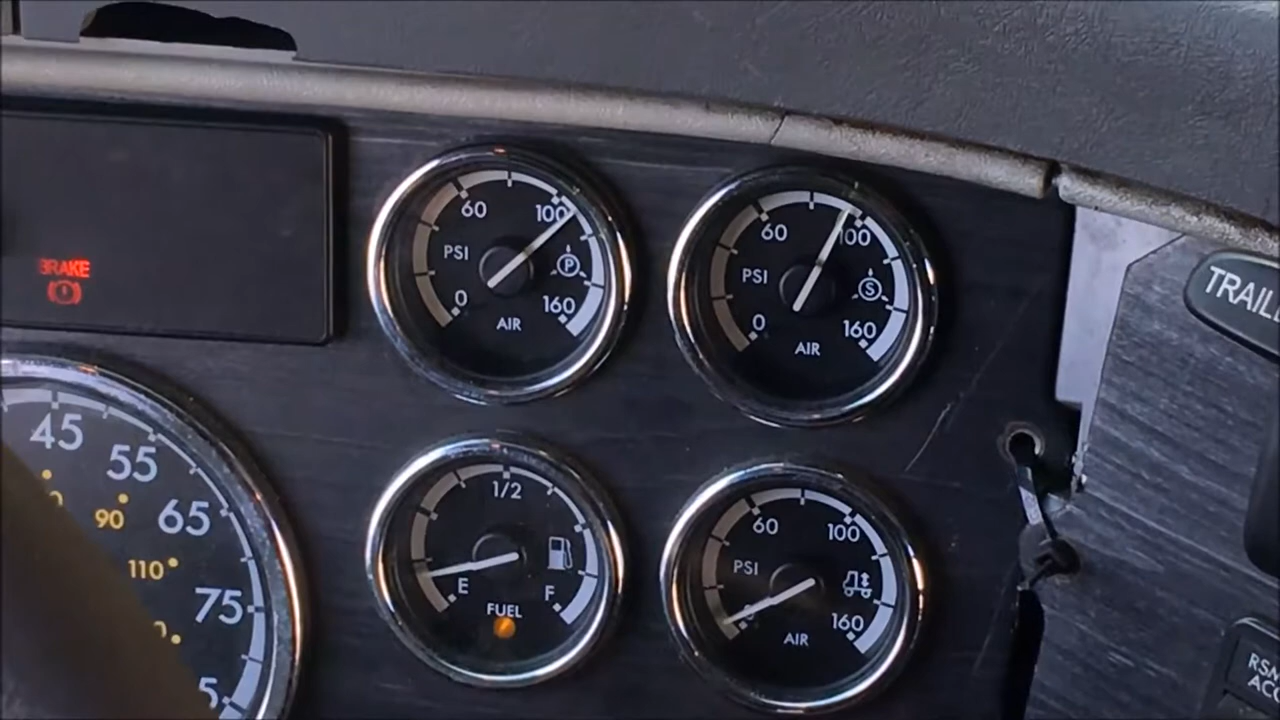 BRAKE
60
100
PSI
P
0
160
AIR
60
100
PSI
S
0
160
AIR
TRAIL
45
55
65
75
90
110
1/2
E
F
FUEL
60
100
PSI
0
160
AIR
RSM
ACC